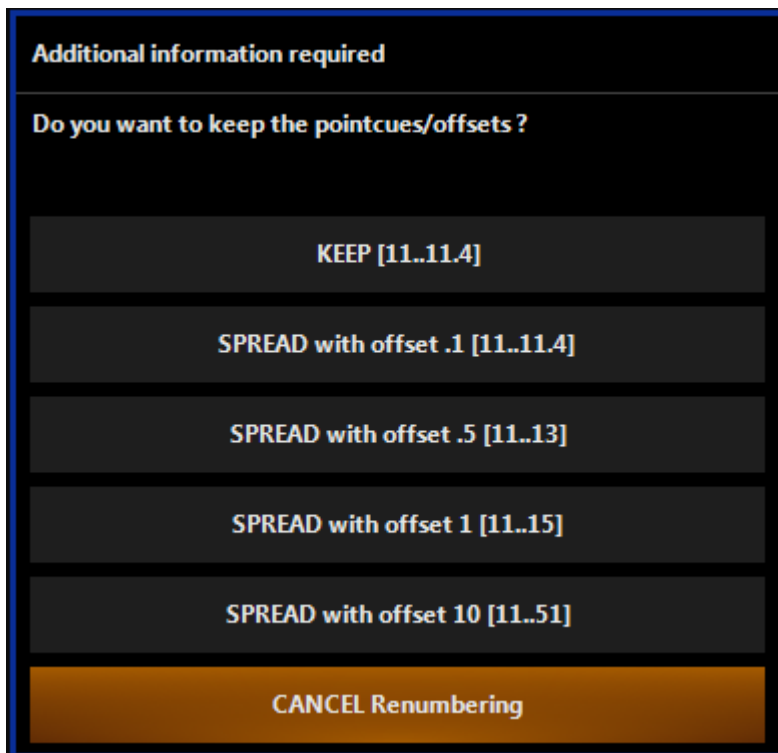 Additional information required
Do you want to keep the pointcues/offsets ?
KEEP [11..11.4]
SPREAD with offset .1 [11..11.4]
SPREAD with offset .5 [11..13]
SPREAD with offset 1 [11..15]
SPREAD with offset 10 [11..51]
CANCEL Renumbering